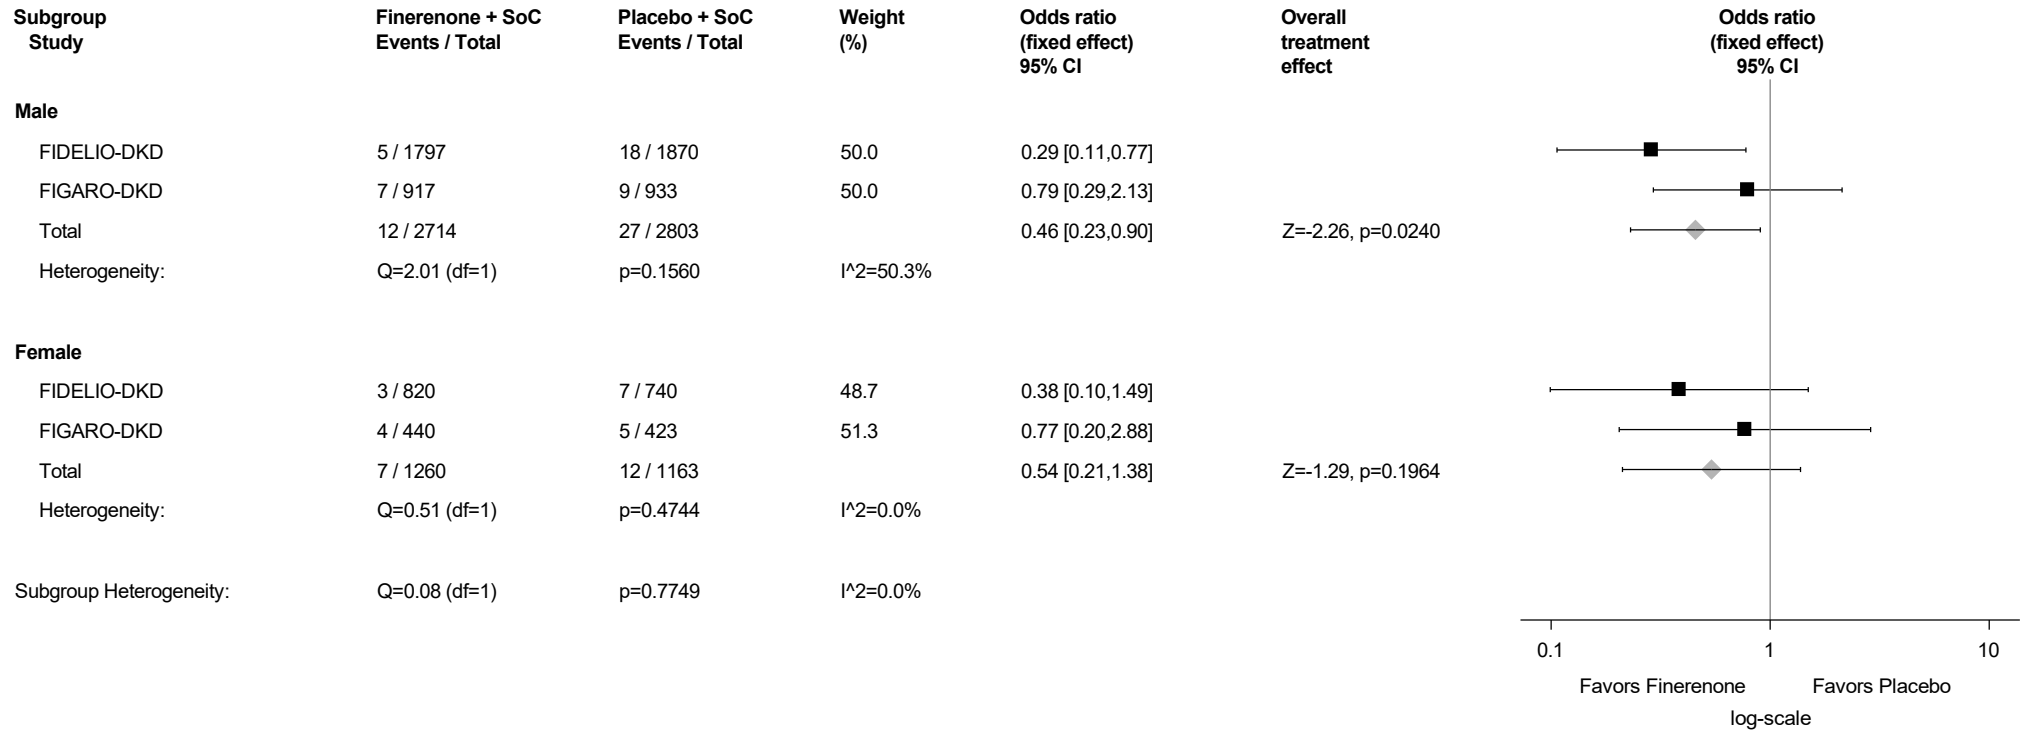 Subgroup Finerenone + SoC Placebo + SoC Weight Odds ratio Overall Odds ratio
Study Events / Total Events / Total (%) (fixed effect) treatment (fixed effect)
95% CI effect 95% CI
Male
FIDELIO-DKD 5 / 1797 18 / 1870 50.0 0.29 [0.11,0.77]
FIGARO-DKD 7 / 917 9 / 933 50.0 0.79 [0.29,2.13]
Total 12 / 2714 27 / 2803 0.46 [0.23,0.90] Z=-2.26, p=0.0240
Heterogeneity: Q=2.01 (df=1) p=0.1560 I^2=50.3%
Female
FIDELIO-DKD 3 / 820 7 / 740 48.7 0.38 [0.10,1.49]
FIGARO-DKD 4 / 440 5 / 423 51.3 0.77 [0.20,2.88]
Total 7 / 1260 12 / 1163 0.54 [0.21,1.38] Z=-1.29, p=0.1964
Heterogeneity: Q=0.51 (df=1) p=0.4744 I^2=0.0%
Subgroup Heterogeneity: Q=0.08 (df=1) p=0.7749 I^2=0.0%
0.1 1 10
Favors Finerenone Favors Placebo
log-scale